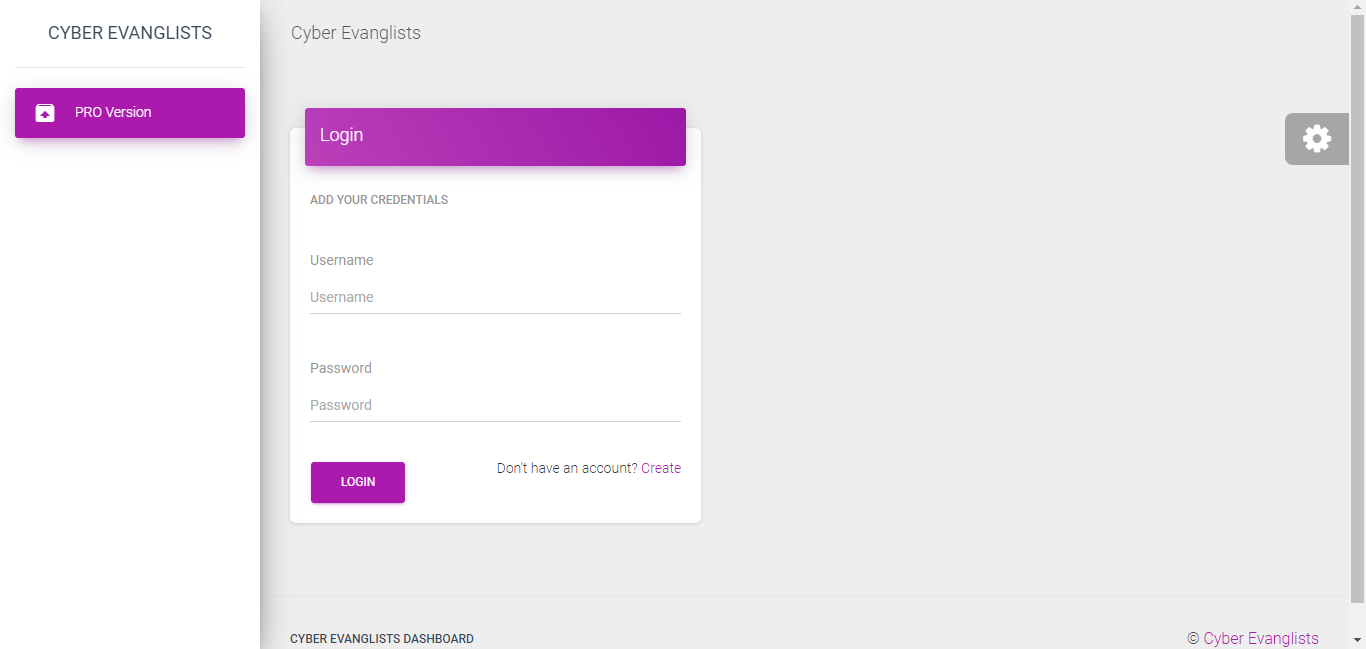 CYBER EVANGLISTS
PRO Version
Cyber Evanglists
Login
ADD YOUR CREDENTIALS
Username
Username
Password
Password
LOGIN
Don't have an account? Create
CYBER EVANGLISTS DASHBOARD
© Cyber Evanglists